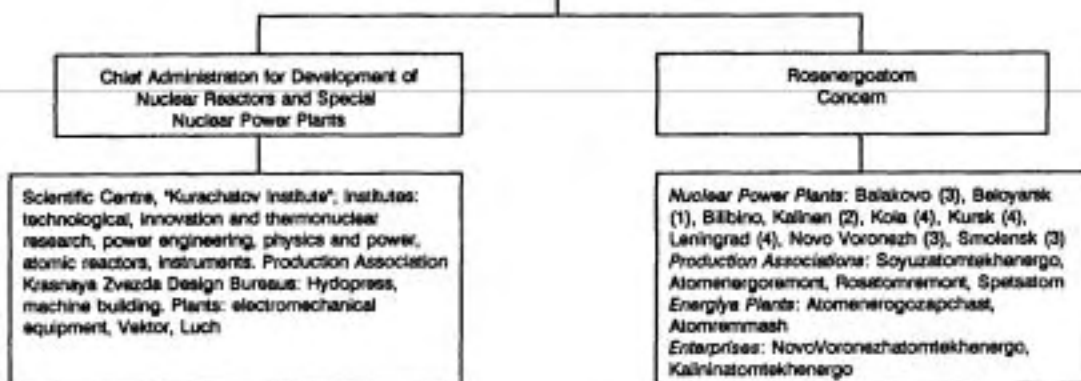 Chief Administraton for Development of
Nuclear Reactors and Special
Nuclear Power Plants
Rosenergoatom
Concern
Scientific Centre, "Kurachatov Institute"; Institutes:
technological, innovation and thermonuclear
research, power engineering, physics and power,
atomic reactors, instruments. Production Association
Krasnaya Zvezda Design Bureaus: Hydopress,
machine building. Plants: electromechanical
equipment, Vektor, Luch
Nuclear Power Plants: Balakovo (3), Beloyarsk
(1), Bilibino, Kalinen (2), Kola (4), Kursk (4),
Leningrad (4), Novo Voronezh (3), Smolensk (3)
Production Associations: Soyuzatomtekhenergo,
Atomenergoremont, Rosatomremont, Spetsatom
Energiya Plants: Atomenerogozapchast,
Atomremmash
Enterprises: NovoVoronezhatomtekhenergo,
Kalininatomtekhenergo